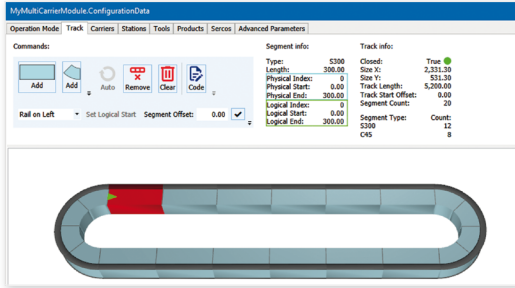 MyMultiCarrierModule.ConfigurationData
Operation Mode Track Carriers Stations Tools Products Sercos Advanced Parameters
Commands:
Add Add Auto Remove Clear Code
Rail on Left Set Logical Start Segment Offset: 0.00
Segment info:
Type: S300
Length: 300.00
Physical Index: 0
Physical Start: 0.00
Physical End: 300.00
Logical Index: 0
Logical Start: 0.00
Logical End: 300.00
Track info:
Closed: True
Size X: 2,331.30
Size Y: 531.30
Track Length: 5,200.00
Track Start Offset: 0.00
Segment Count: 20
Segment Type: Count:
S300 12
C45 8